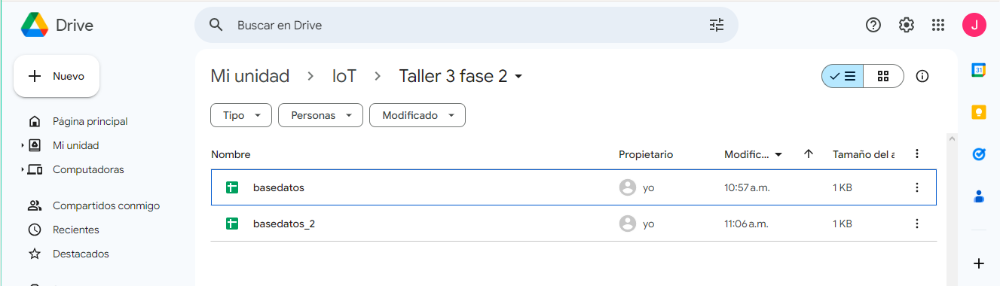 Drive
Buscar en Drive
J
Nuevo
Mi unidad > IoT > Taller 3 fase 2
Tipo
Personas
Modificado
Página principal
Mi unidad
Computadoras
Compartidos conmigo
Recientes
Destacados
Nombre Propietario Modific... Tamaño del a
basedatos yo 10:57 a.m. 1 KB
basedatos_2 yo 11:06 a.m. 1 KB
31